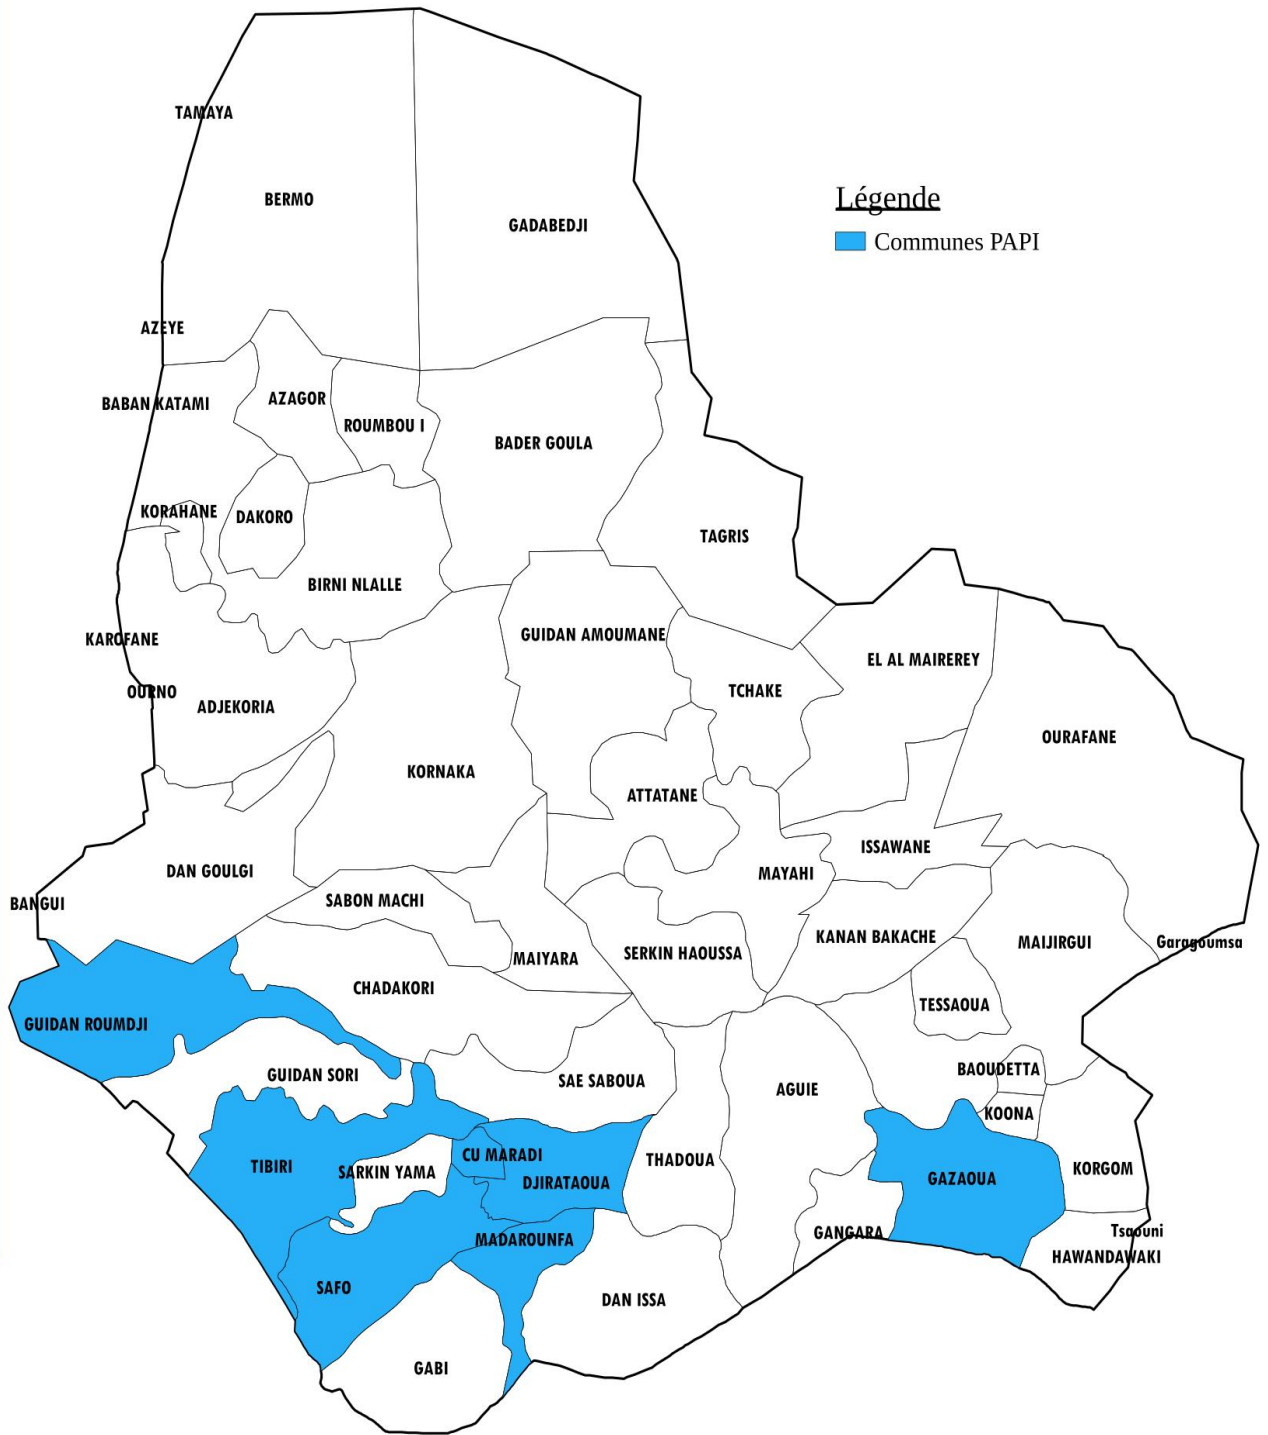 TAMAYA
BERMO
Légende
GADABEDJI
Communes PAPI
AZEYE
BABAN KATAMI
AZAGOR
ROUMBOU I
BADER GOULA
KORAHANE
DAKORO
TAGRIS
BIRNI NLALLE
KAROFANE
GUIDAN AMOUMANE
EL AL MAIREREY
OURNO
ADJEKORIA
TCHAKE
OURAFANE
KORNAKA
ATTATANE
ISSAWANE
DAN GOULGI
MAYAHI
BANGUI
SABON MACHI
KANAN BAKACHE
MAIJIRGUI
Garagoumsa
SERKIN HAOUSSA
MAIYARA
CHADAKORI
TESSAOUA
GUIDAN ROUMDJI
GUIDAN SORI
SAE SABOUA
AGUIE
BAOUDETTA
KOONA
TIBIRI
SARKIN YAMA
CU MARADI
DJIRATAOUA
THADOUA
GAZAOUA
KORGOM
MADAROUNFA
GANGARA
Tsaouni
HAWANDAWAKI
SAFO
DAN ISSA
GABI